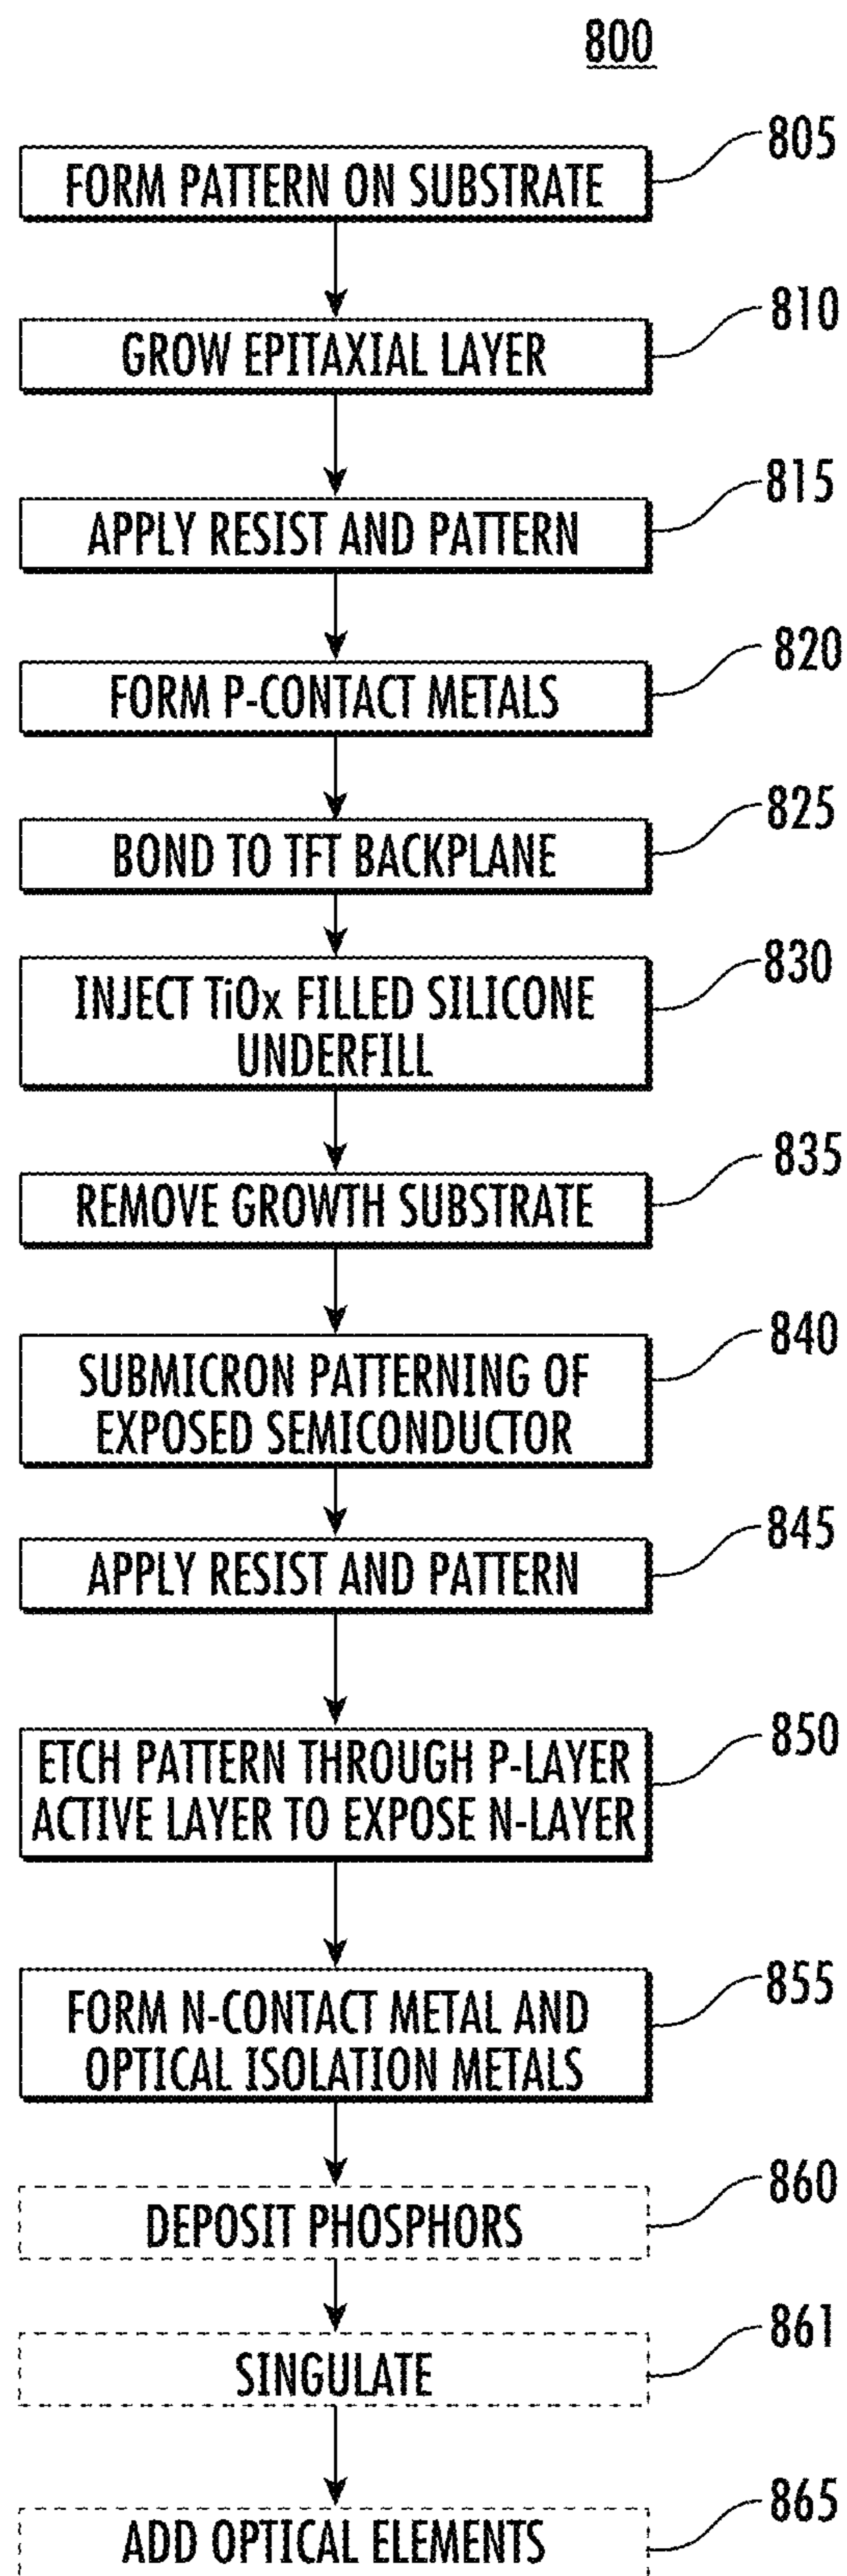 800
FORM PATTERN ON SUBSTRATE
805
GROW EPITAXIAL LAYER
810
APPLY RESIST AND PATTERN
815
FORM P-CONTACT METALS
820
BOND TO TFT BACKPLANE
825
INJECT TiOx FILLED SILICONE
UNDERFILL
830
REMOVE GROWTH SUBSTRATE
835
SUBMICRON PATTERNING OF
EXPOSED SEMICONDUCTOR
840
APPLY RESIST AND PATTERN
845
ETCH PATTERN THROUGH P-LAYER
ACTIVE LAYER TO EXPOSE N-LAYER
850
FORM N-CONTACT METAL AND
OPTICAL ISOLATION METALS
855
DEPOSIT PHOSPHORS
860
SINGULATE
861
ADD OPTICAL ELEMENTS
865